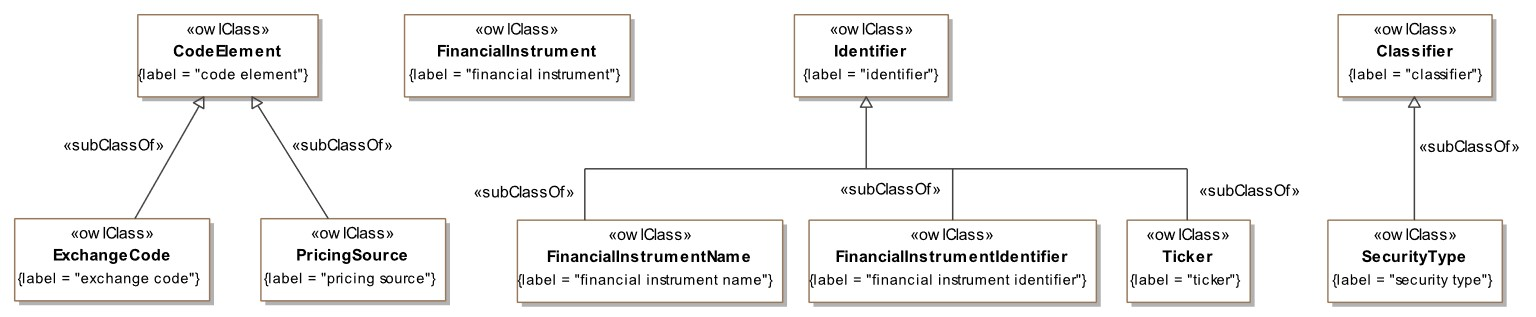 «owlClass»
CodeElement
{label = "code element"}
«owlClass»
FinancialInstrument
{label = "financial instrument"}
«owlClass»
Identifier
{label = "identifier"}
«owlClass»
Classifier
{label = "classifier"}
«subClassOf»
«subClassOf»
«subClassOf»
«subClassOf»
«subClassOf»
«subClassOf»
«owlClass»
ExchangeCode
{label = "exchange code"}
«owlClass»
PricingSource
{label = "pricing source"}
«owlClass»
FinancialInstrumentName
{label = "financial instrument name"}
«owlClass»
FinancialInstrumentIdentifier
{label = "financial instrument identifier"}
«owlClass»
Ticker
{label = "ticker"}
«owlClass»
SecurityType
{label = "security type"}